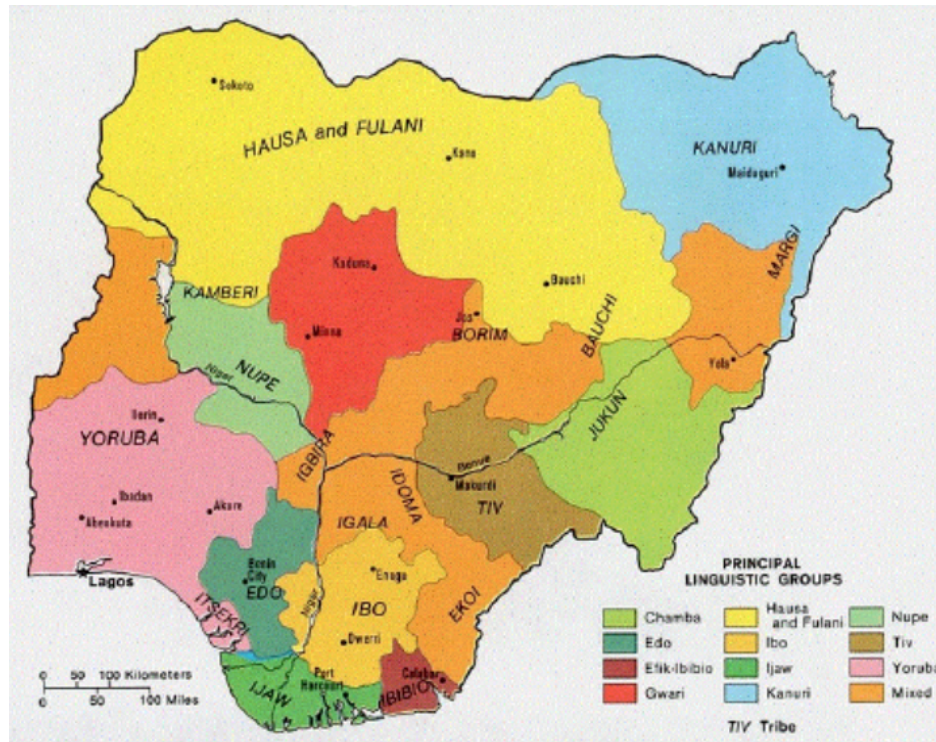 Sokoto
HAUSA and FULANI
Kano
KANURI
Maidaguri
MARGI
Kaduna
KAMBERI
Bauchi
Jos
BORIM
BAUCHI
Minna
Niger
NUPE
Yola
JUKUN
Ilorin
YORUBA
IGBIRA
Benue
Makurdi
IDOMA
TIV
Ibadan
Abeokuta
Akure
IGALA
Lagos
Benin
City
EDO
Enugu
IBO
Niger
EKOI
ITSEKRI
Owerri
Port
Harcourt
IJAW
Calabar
IBIBIO
0 50 100 Kilometers
0 50 100 Miles
PRINCIPAL
LINGUISTIC GROUPS
Chamba
Edo
Efik-Ibibio
Gwari
Hausa
and Fulani
Ibo
Ijaw
Kanuri
Nupe
Tiv
Yoruba
Mixed
TIV Tribe